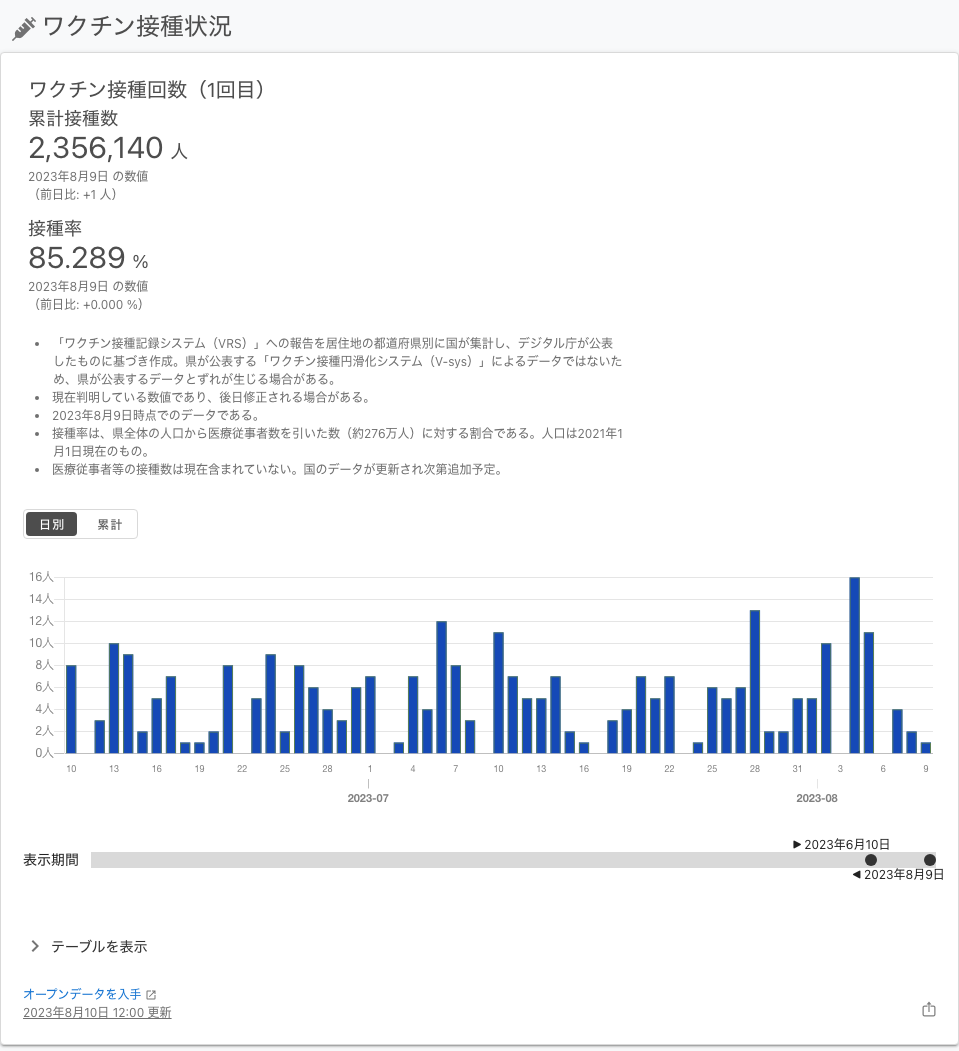 ワクチン接種状況
ワクチン接種回数（1回目）
累計接種数
2,356,140 人
2023年8月9日 の数値
（前日比: +1 人）
接種率
85.289 %
2023年8月9日 の数値
（前日比: +0.000 %）
• 「ワクチン接種記録システム（VRS）」への報告を居住地の都道府県別に国が集計し、デジタル庁が公表
したものに基づき作成。県が公表する「ワクチン接種円滑化システム（V-sys）」によるデータではないた
め、県が公表するデータとずれが生じる場合がある。
• 現在判明している数値であり、後日修正される場合がある。
• 2023年8月9日時点でのデータである。
• 接種率は、県全体の人口から医療従事者数を引いた数（約276万人）に対する割合である。人口は2021年1
月1日現在のもの。
• 医療従事者等の接種数は現在含まれていない。国のデータが更新され次第追加予定。
日別 累計
16人
14人
12人
10人
8人
6人
4人
2人
0人
10 13 16 19 22 25 28 1 4 7 10 13 16 19 22 25 28 31 3 6 9
2023-07 2023-08
▶ 2023年6月10日
表示期間
◀ 2023年8月9日
テーブルを表示
オープンデータを入手
2023年8月10日 12:00 更新